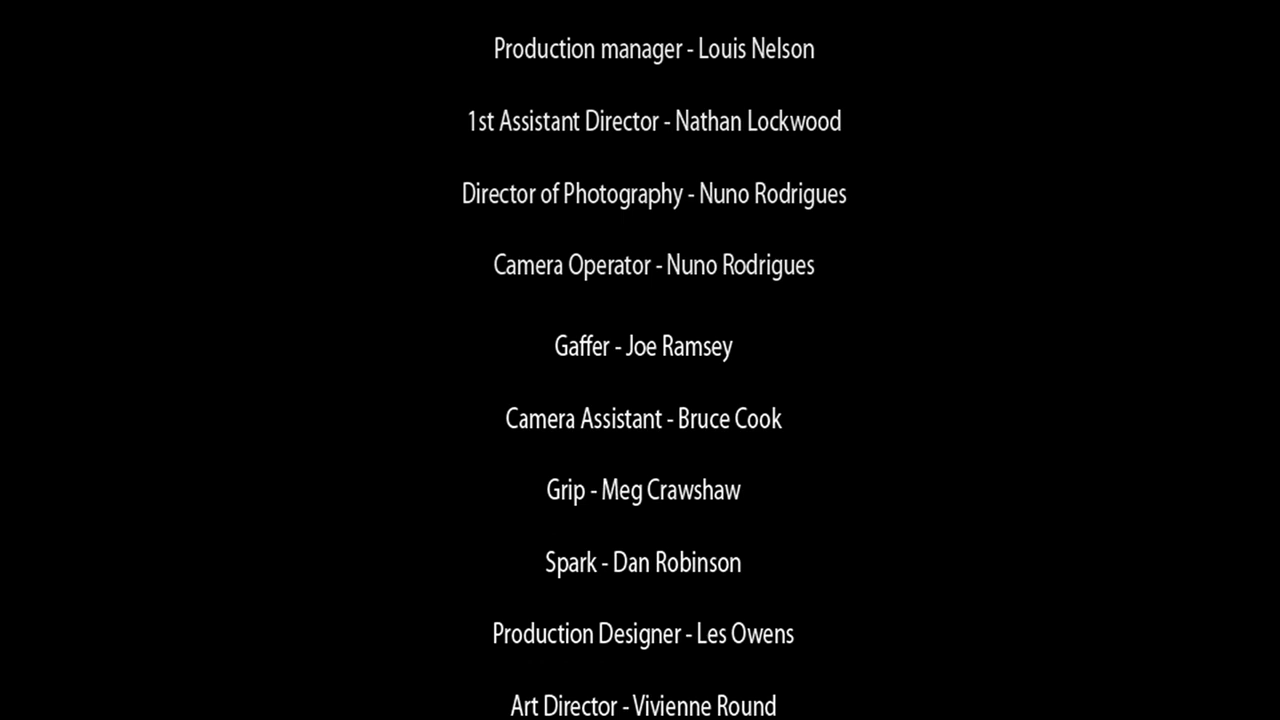 Production manager - Louis Nelson
1st Assistant Director - Nathan Lockwood
Director of Photography - Nuno Rodrigues
Camera Operator - Nuno Rodrigues
Gaffer - Joe Ramsey
Camera Assistant - Bruce Cook
Grip - Meg Crawshaw
Spark - Dan Robinson
Production Designer - Les Owens
Art Director - Vivienne Round